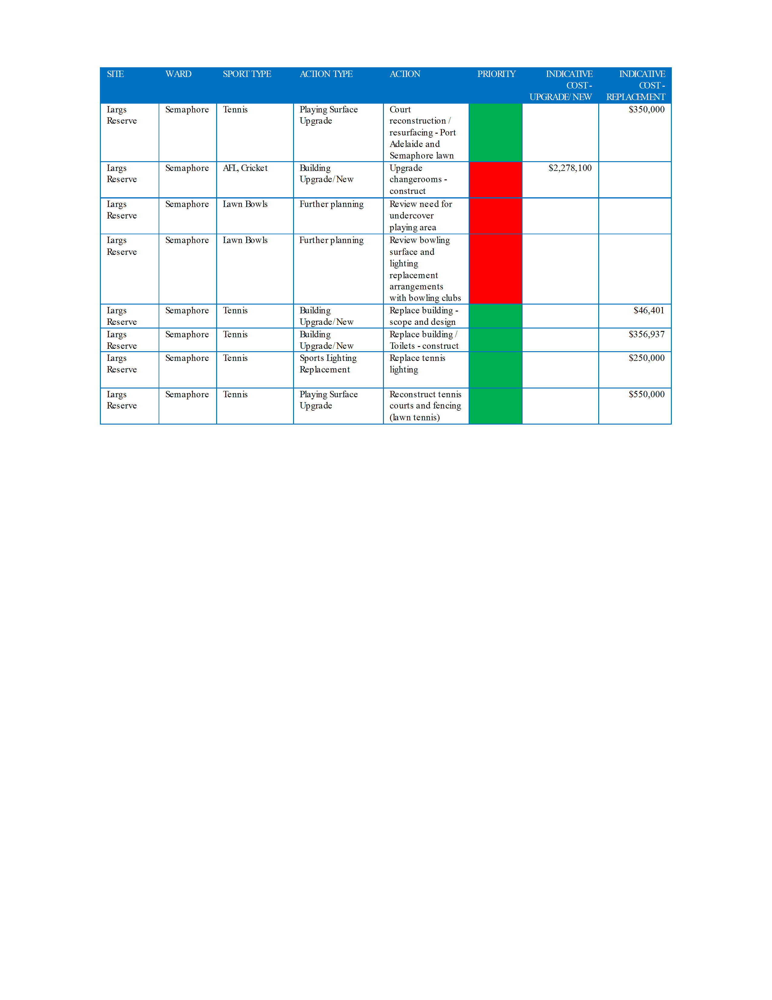 SITE WARD SPORT TYPE ACTION TYPE ACTION PRIORITY INDICATIVE COST - UPGRADE/ NEW INDICATIVE COST - REPLACEMENT
Largs Reserve Semaphore Tennis Playing Surface Upgrade Court reconstruction / resurfacing - Port Adelaide and Semaphore lawn $350,000
Largs Reserve Semaphore AFL, Cricket Building Upgrade/New Upgrade changerooms - construct $2,278,100
Largs Reserve Semaphore Lawn Bowls Further planning Review need for undercover playing area
Largs Reserve Semaphore Lawn Bowls Further planning Review bowling surface and lighting replacement arrangements with bowling clubs
Largs Reserve Semaphore Tennis Building Upgrade/New Replace building - scope and design $46,401
Largs Reserve Semaphore Tennis Building Upgrade/New Replace building / Toilets - construct $356,937
Largs Reserve Semaphore Tennis Sports Lighting Replacement Replace tennis lighting $250,000
Largs Reserve Semaphore Tennis Playing Surface Upgrade Reconstruct tennis courts and fencing (lawn tennis) $550,000